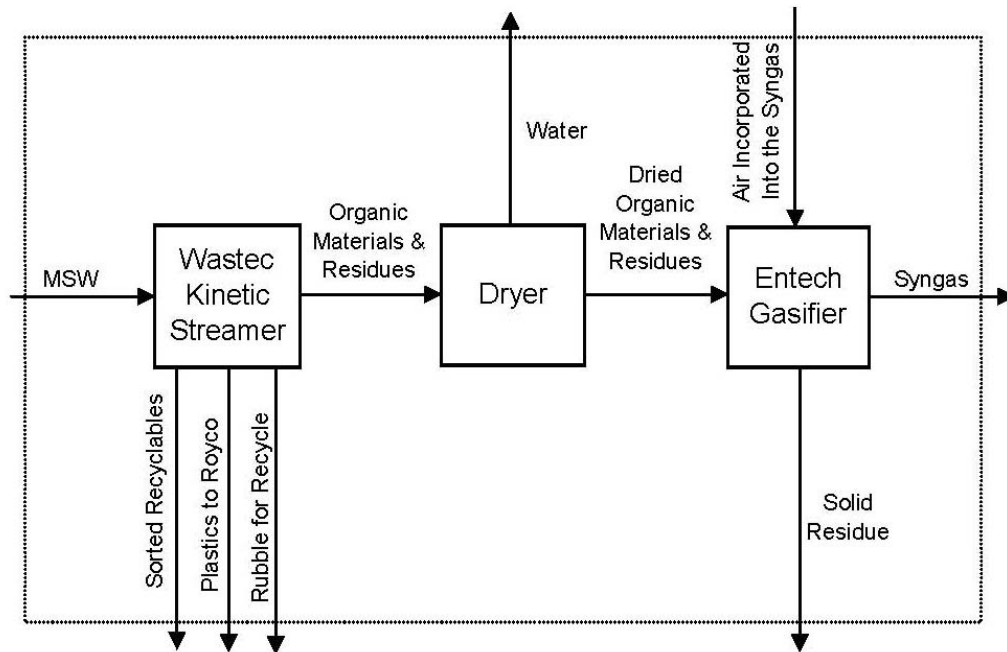 Air Incorporated
Into the Syngas
Water
Dried
Organic
Materials &
Residues
Organic
Materials &
Residues
MSW
Wastec
Kinetic
Streamer
Dryer
Entech
Gasifier
Syngas
Sorted Recyclables
Plastics to Royco
Rubble for Recycle
Solid
Residue